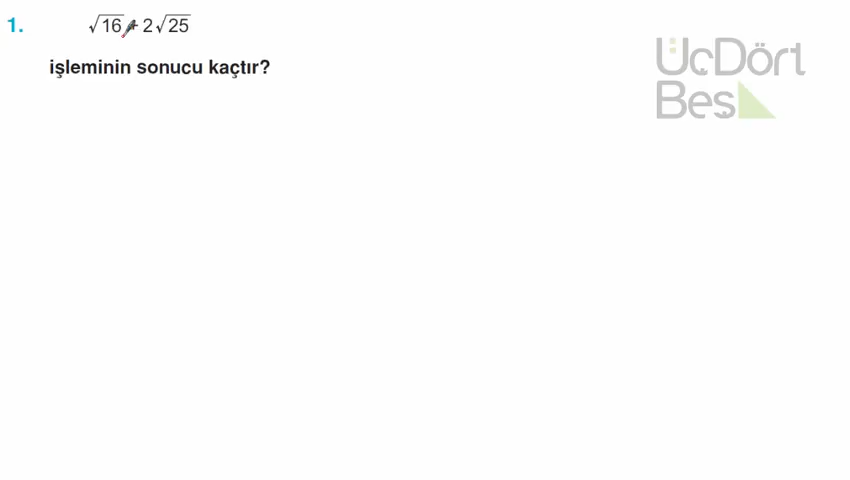 1. √16 + 2√25
işleminin sonucu kaçtır?
ÜçDört
Beş